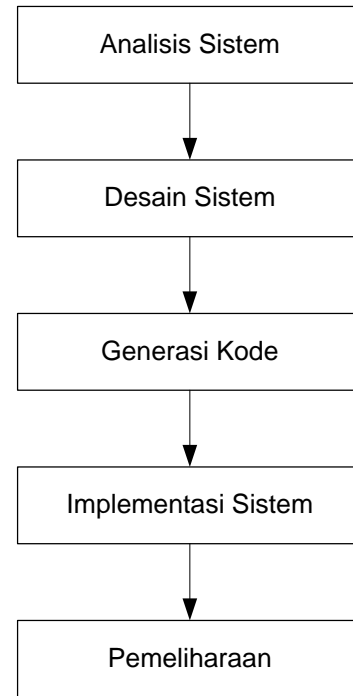 Analisis Sistem
Desain Sistem
Generasi Kode
Implementasi Sistem
Pemeliharaan